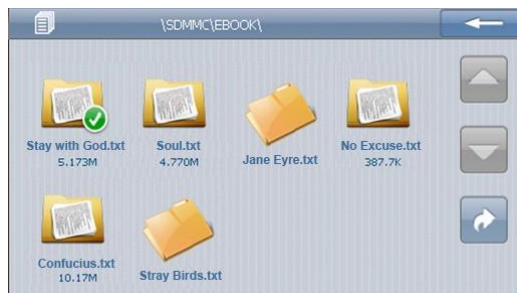 \SDMMC\EBOOK\
Stay with God.txt
5.173M
Soul.txt
4.770M
Jane Eyre.txt
No Excuse.txt
387.7K
Confucius.txt
10.17M
Stray Birds.txt